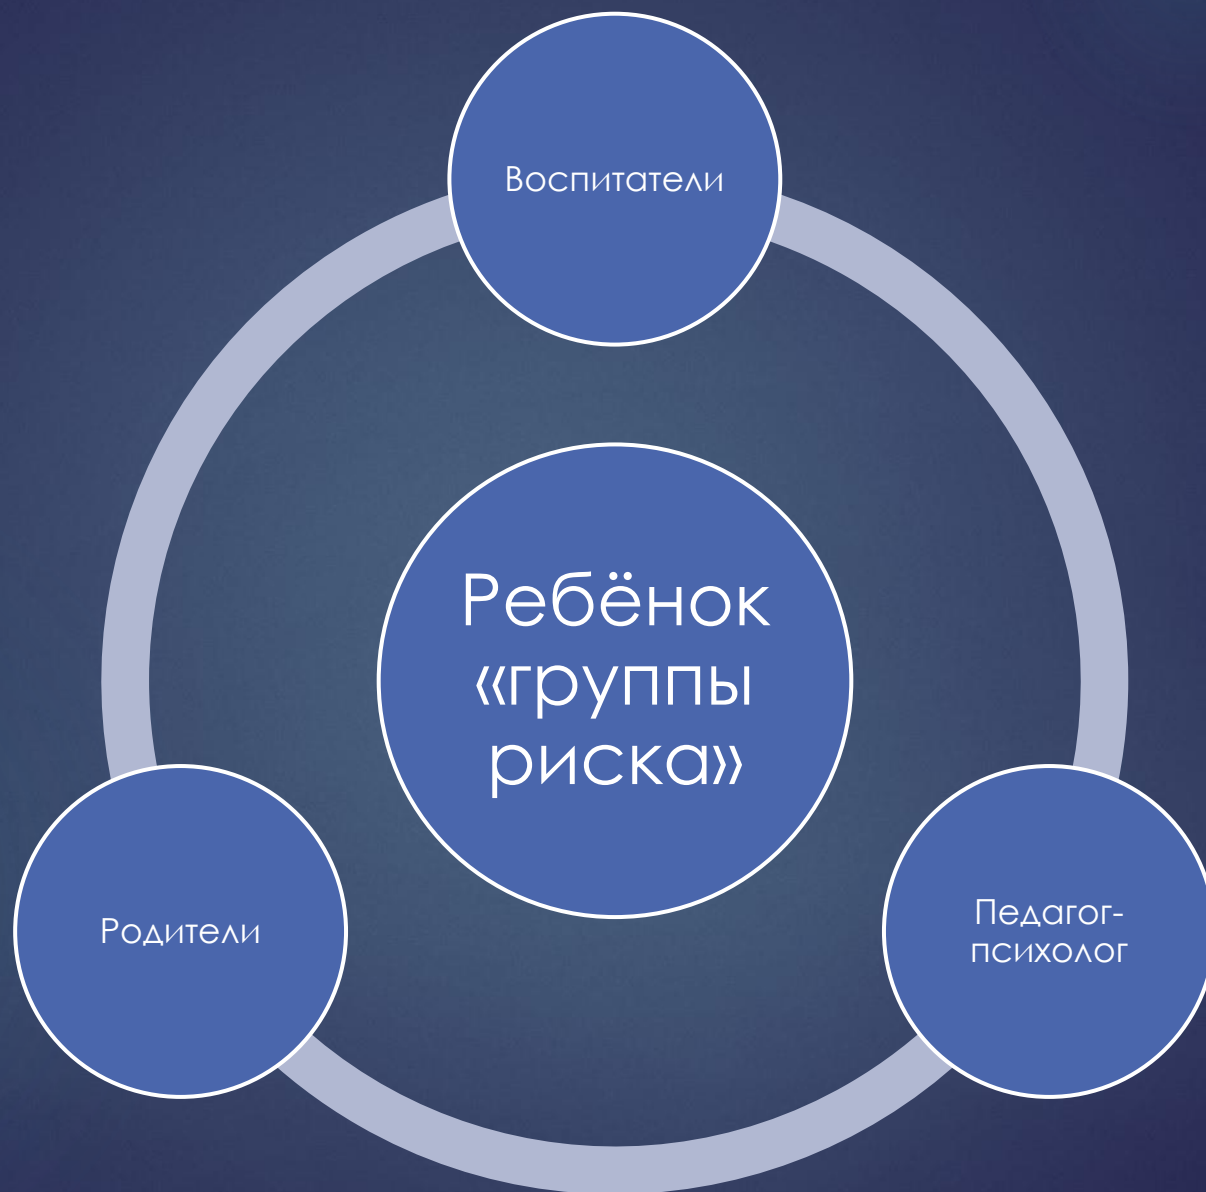 Воспитатели
Ребёнок
«группы
риска»
Родители
Педагог-
психолог